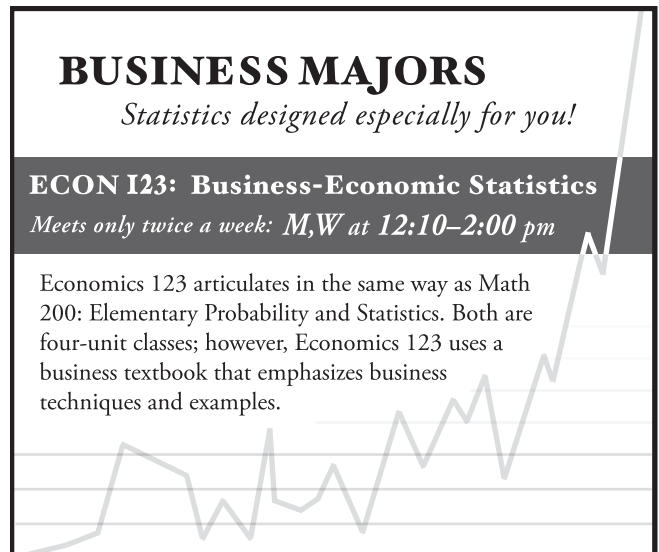 BUSINESS MAJORS
Statistics designed especially for you!
ECON 123: Business-Economic Statistics
Meets only twice a week: M,W at 12:10–2:00 pm
Economics 123 articulates in the same way as Math
200: Elementary Probability and Statistics. Both are
four-unit classes; however, Economics 123 uses a
business textbook that emphasizes business
techniques and examples.